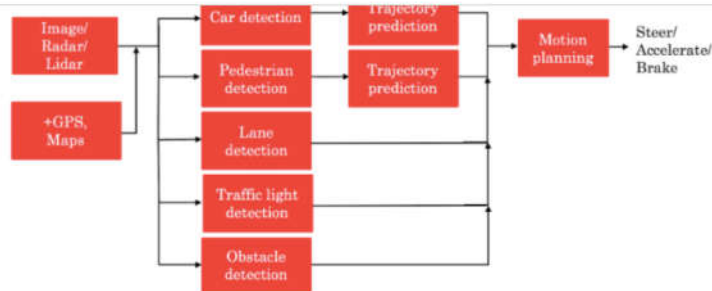 Image/
Radar/
Lidar
+GPS,
Maps
Car detection
Pedestrian
detection
Lane
detection
Traffic light
detection
Obstacle
detection
Trajectory
prediction
Trajectory
prediction
Motion
planning
Steer/
Accelerate/
Brake